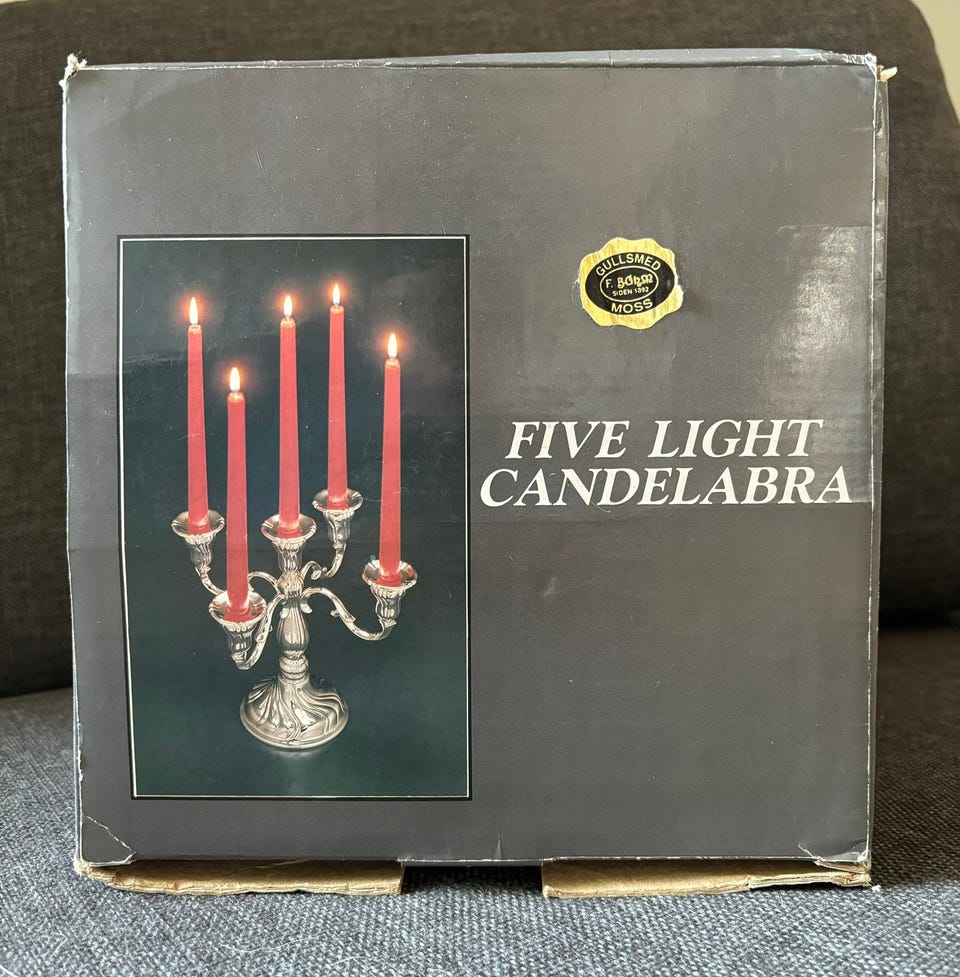 GULLSMED
F. BØHM
SIDEN 1892
MOSS
FIVE LIGHT
CANDELABRA